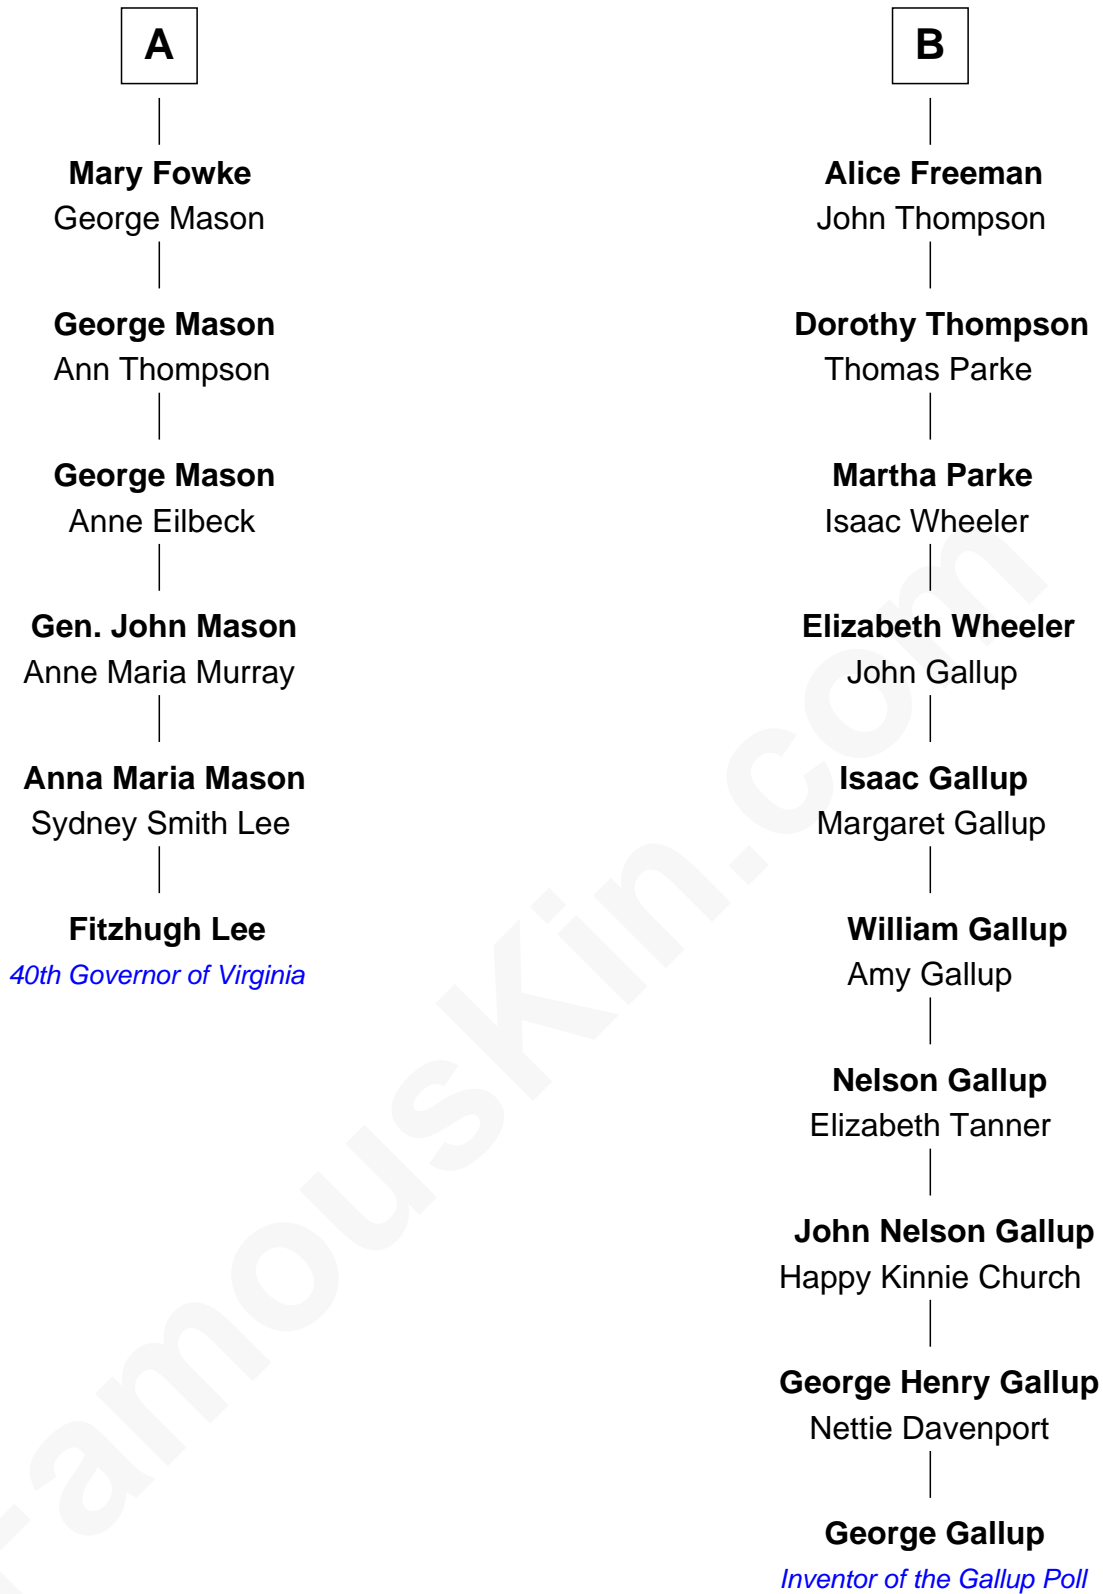 A
Mary Fowke
George Mason
George Mason
Ann Thompson
George Mason
Anne Eilbeck
Gen. John Mason
Anne Maria Murray
Anna Maria Mason
Sydney Smith Lee
Fitzhugh Lee
40th Governor of Virginia
B
Alice Freeman
John Thompson
Dorothy Thompson
Thomas Parke
Martha Parke
Isaac Wheeler
Elizabeth Wheeler
John Gallup
Isaac Gallup
Margaret Gallup
William Gallup
Amy Gallup
Nelson Gallup
Elizabeth Tanner
John Nelson Gallup
Happy Kinnie Church
George Henry Gallup
Nettie Davenport
George Gallup
Inventor of the Gallup Poll
FamousKin.com